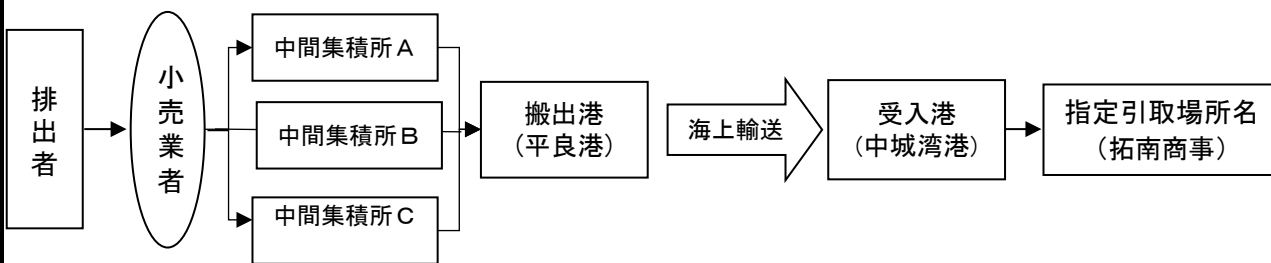 排出者
小売業者
中間集積所A
中間集積所B
中間集積所C
搬出港
（平良港）
海上輸送
受入港
（中城湾港）
指定引取場所名
（拓南商事）